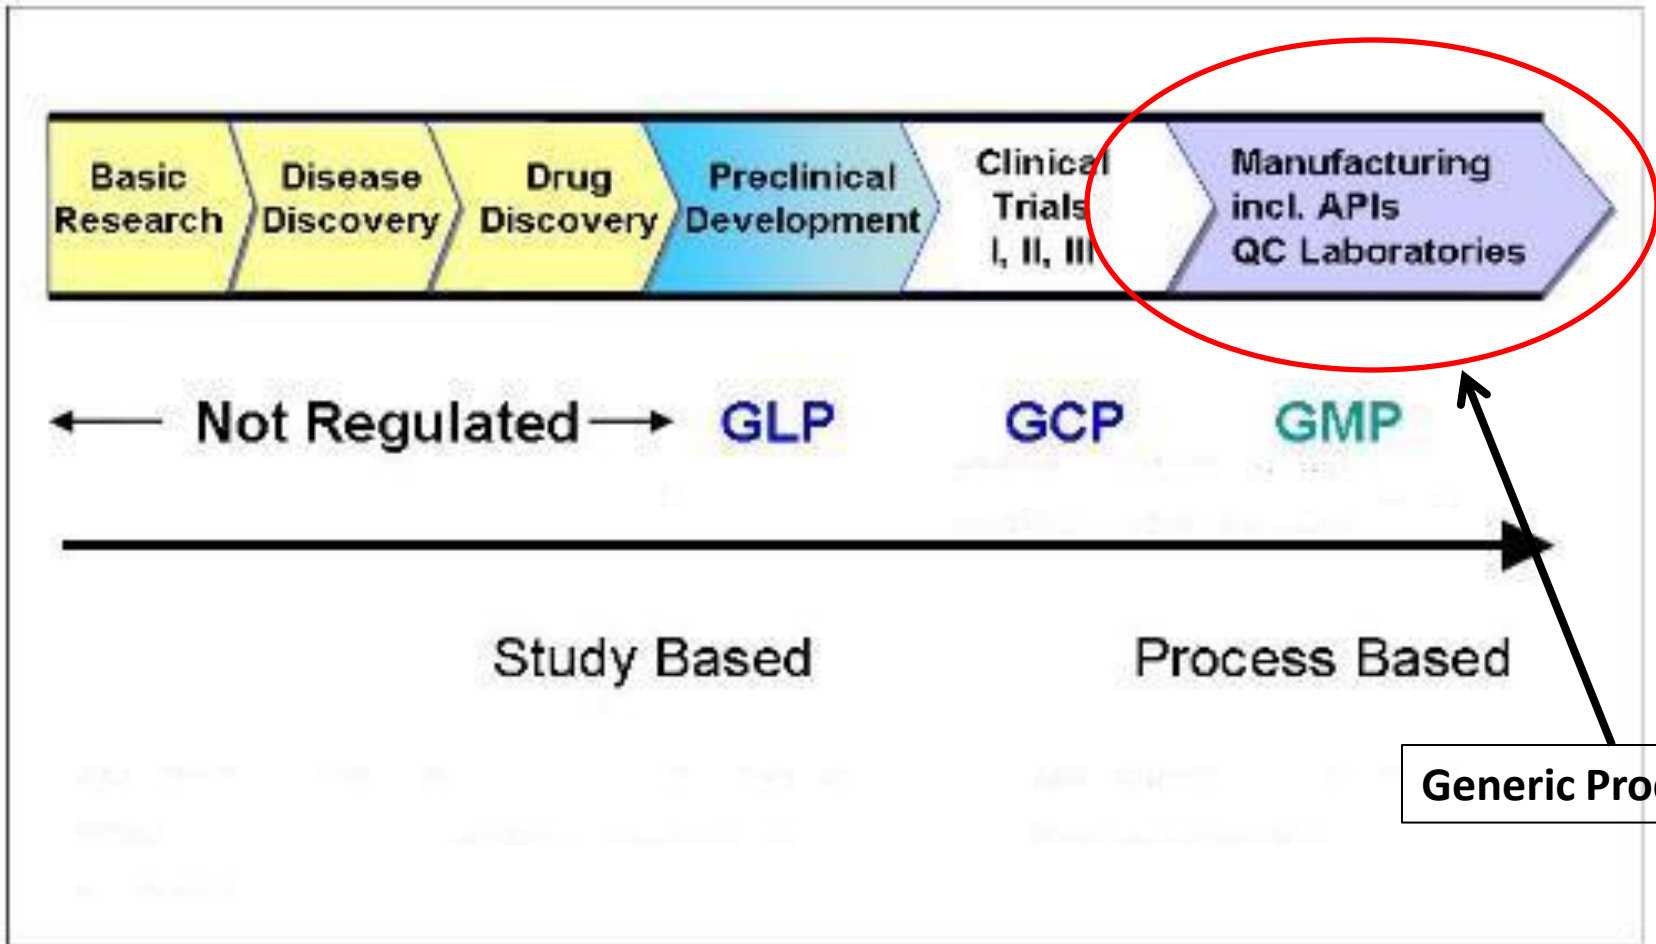 Basic
Research
Disease
Discovery
Drug
Discovery
Preclinical
Development
Clinical
Trials
I, II, III
Manufacturing
incl. APIs
QC Laboratories
Not Regulated
GLP
GCP
GMP
Study Based
Process Based
Generic